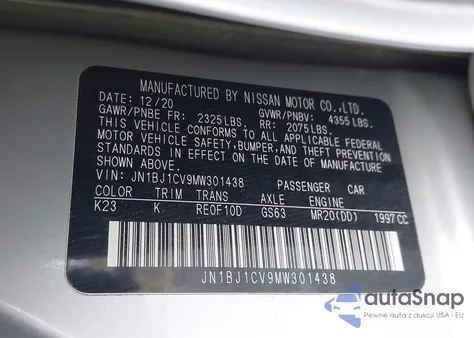 MANUFACTURED BY NISSAN MOTOR CO.,LTD.
DATE: 12/20 GVWR/PNBV: 4355 LBS.
GAWR/PNBE FR: 2325 LBS. RR: 2075 LBS.
THIS VEHICLE CONFORMS TO ALL APPLICABLE FEDERAL
MOTOR VEHICLE SAFETY, BUMPER, AND THEFT PREVENTION
STANDARDS IN EFFECT ON THE DATE OF MANUFACTURE
SHOWN ABOVE.
VIN: JN1BJ1CV9MW301438 PASSENGER CAR
COLOR TRIM TRANS AXLE ENGINE
K23 K RE0F10D GS63 MR20(DD) 1997CC
JN1BJ1CV9MW301438
autoSnap
Pewne auta z aukcji USA i EU